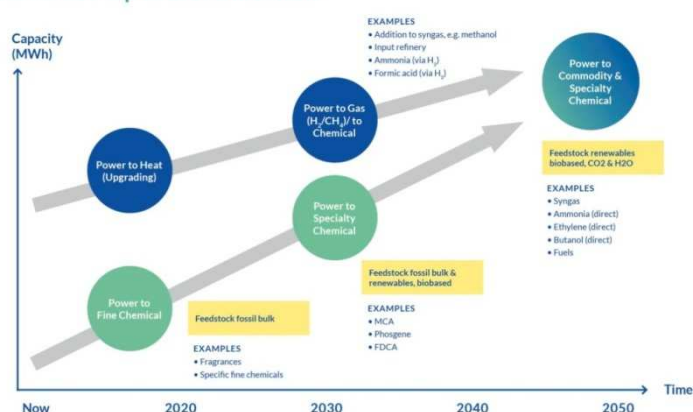 Capacity
(MWh)
EXAMPLES
• Addition to syngas, e.g. methanol
• Input refinery
• Ammonia (via H₂)
• Formic acid (via H₂)
Power to
Commodity &
Specialty
Chemical
Power to Gas
(H₂/CH₄)/ to
Chemical
Power to Heat
(Upgrading)
Feedstock renewables
biobased, CO2 & H2O
EXAMPLES
• Syngas
• Ammonia (direct)
• Ethylene (direct)
• Butanol (direct)
• Fuels
Power to
Specialty
Chemical
Feedstock fossil bulk &
renewables, biobased
EXAMPLES
• MCA
• Phosgene
• FDCA
Power to
Fine Chemical
Feedstock fossil bulk
EXAMPLES
• Fragrances
• Specific fine chemicals
Time
Now 2020 2030 2040 2050